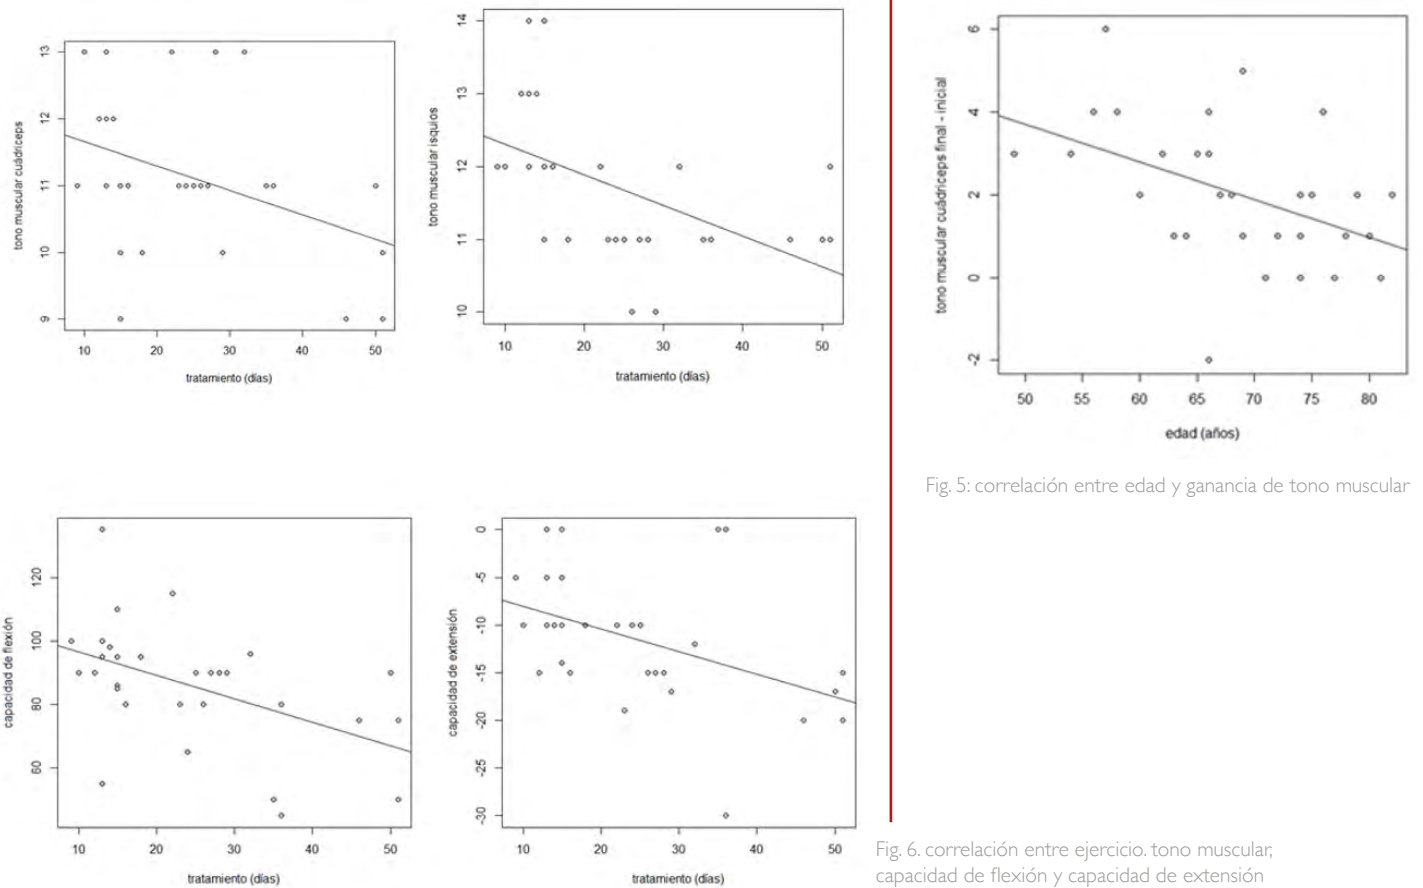 tono muscular cuádriceps
13
12
11
10
9
10 20 30 40 50
tratamiento (días)
tono muscular isquios
14
13
12
11
10
10 20 30 40 50
tratamiento (días)
tono muscular cuádriceps final - inicial
6
4
2
0
-2
50 55 60 65 70 75 80
edad (años)
Fig. 5: correlación entre edad y ganancia de tono muscular
capacidad de flexión
120
100
80
60
10 20 30 40 50
tratamiento (días)
capacidad de extensión
0
-5
-10
-15
-20
-25
-30
10 20 30 40 50
tratamiento (días)
Fig. 6. correlación entre ejercicio. tono muscular,
capacidad de flexión y capacidad de extensión